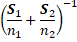 (S₁/n₁ + S₂/n₂)⁻¹